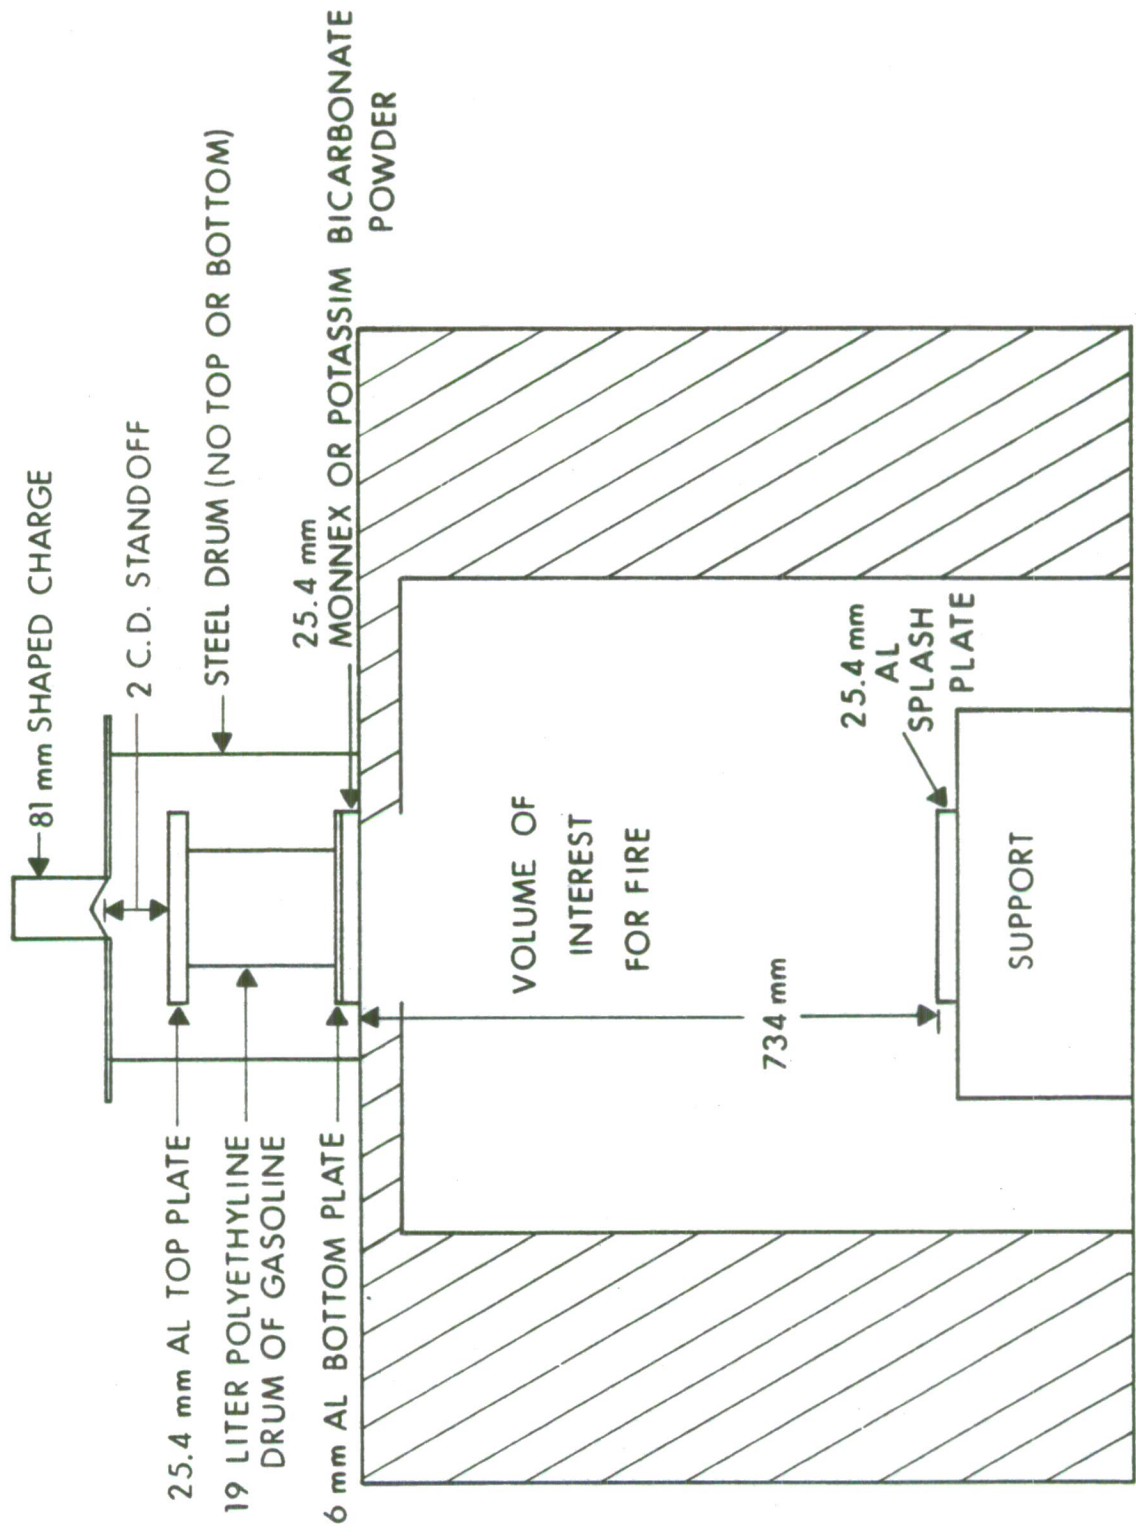 81 mm SHAPED CHARGE
2 C.D. STANDOFF
STEEL DRUM (NO TOP OR BOTTOM)
25.4 mm
MONNEX OR POTASSIM BICARBONATE
POWDER
25.4 mm AL TOP PLATE
19 LITER POLYETHYLINE
DRUM OF GASOLINE
6 mm AL BOTTOM PLATE
VOLUME OF
INTEREST
FOR FIRE
734 mm
25.4 mm
AL
SPLASH
PLATE
SUPPORT